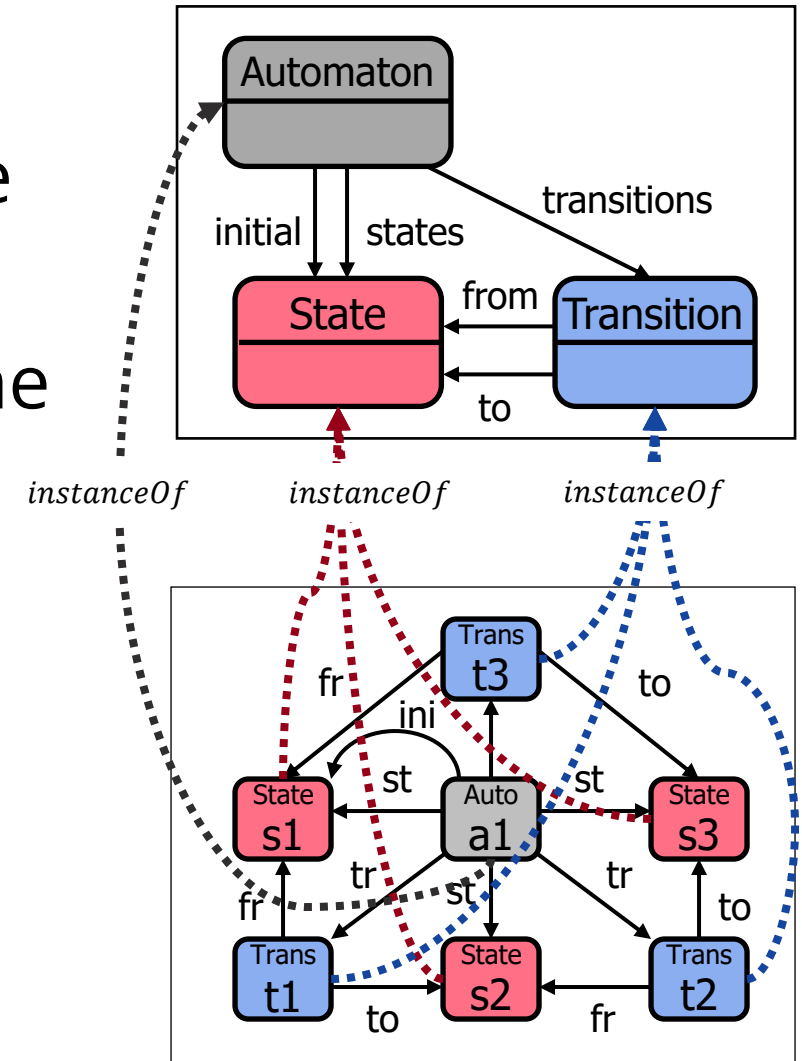 Automaton
e
transitions
initial
states
from
State
Transition
ne
to
instanceOf
instanceOf
instanceOf
Trans
t3
fr
to
ini
st
st
State
s1
Auto
a1
State
s3
tr
st
tr
fr
to
Trans
t1
State
s2
Trans
t2
to
fr